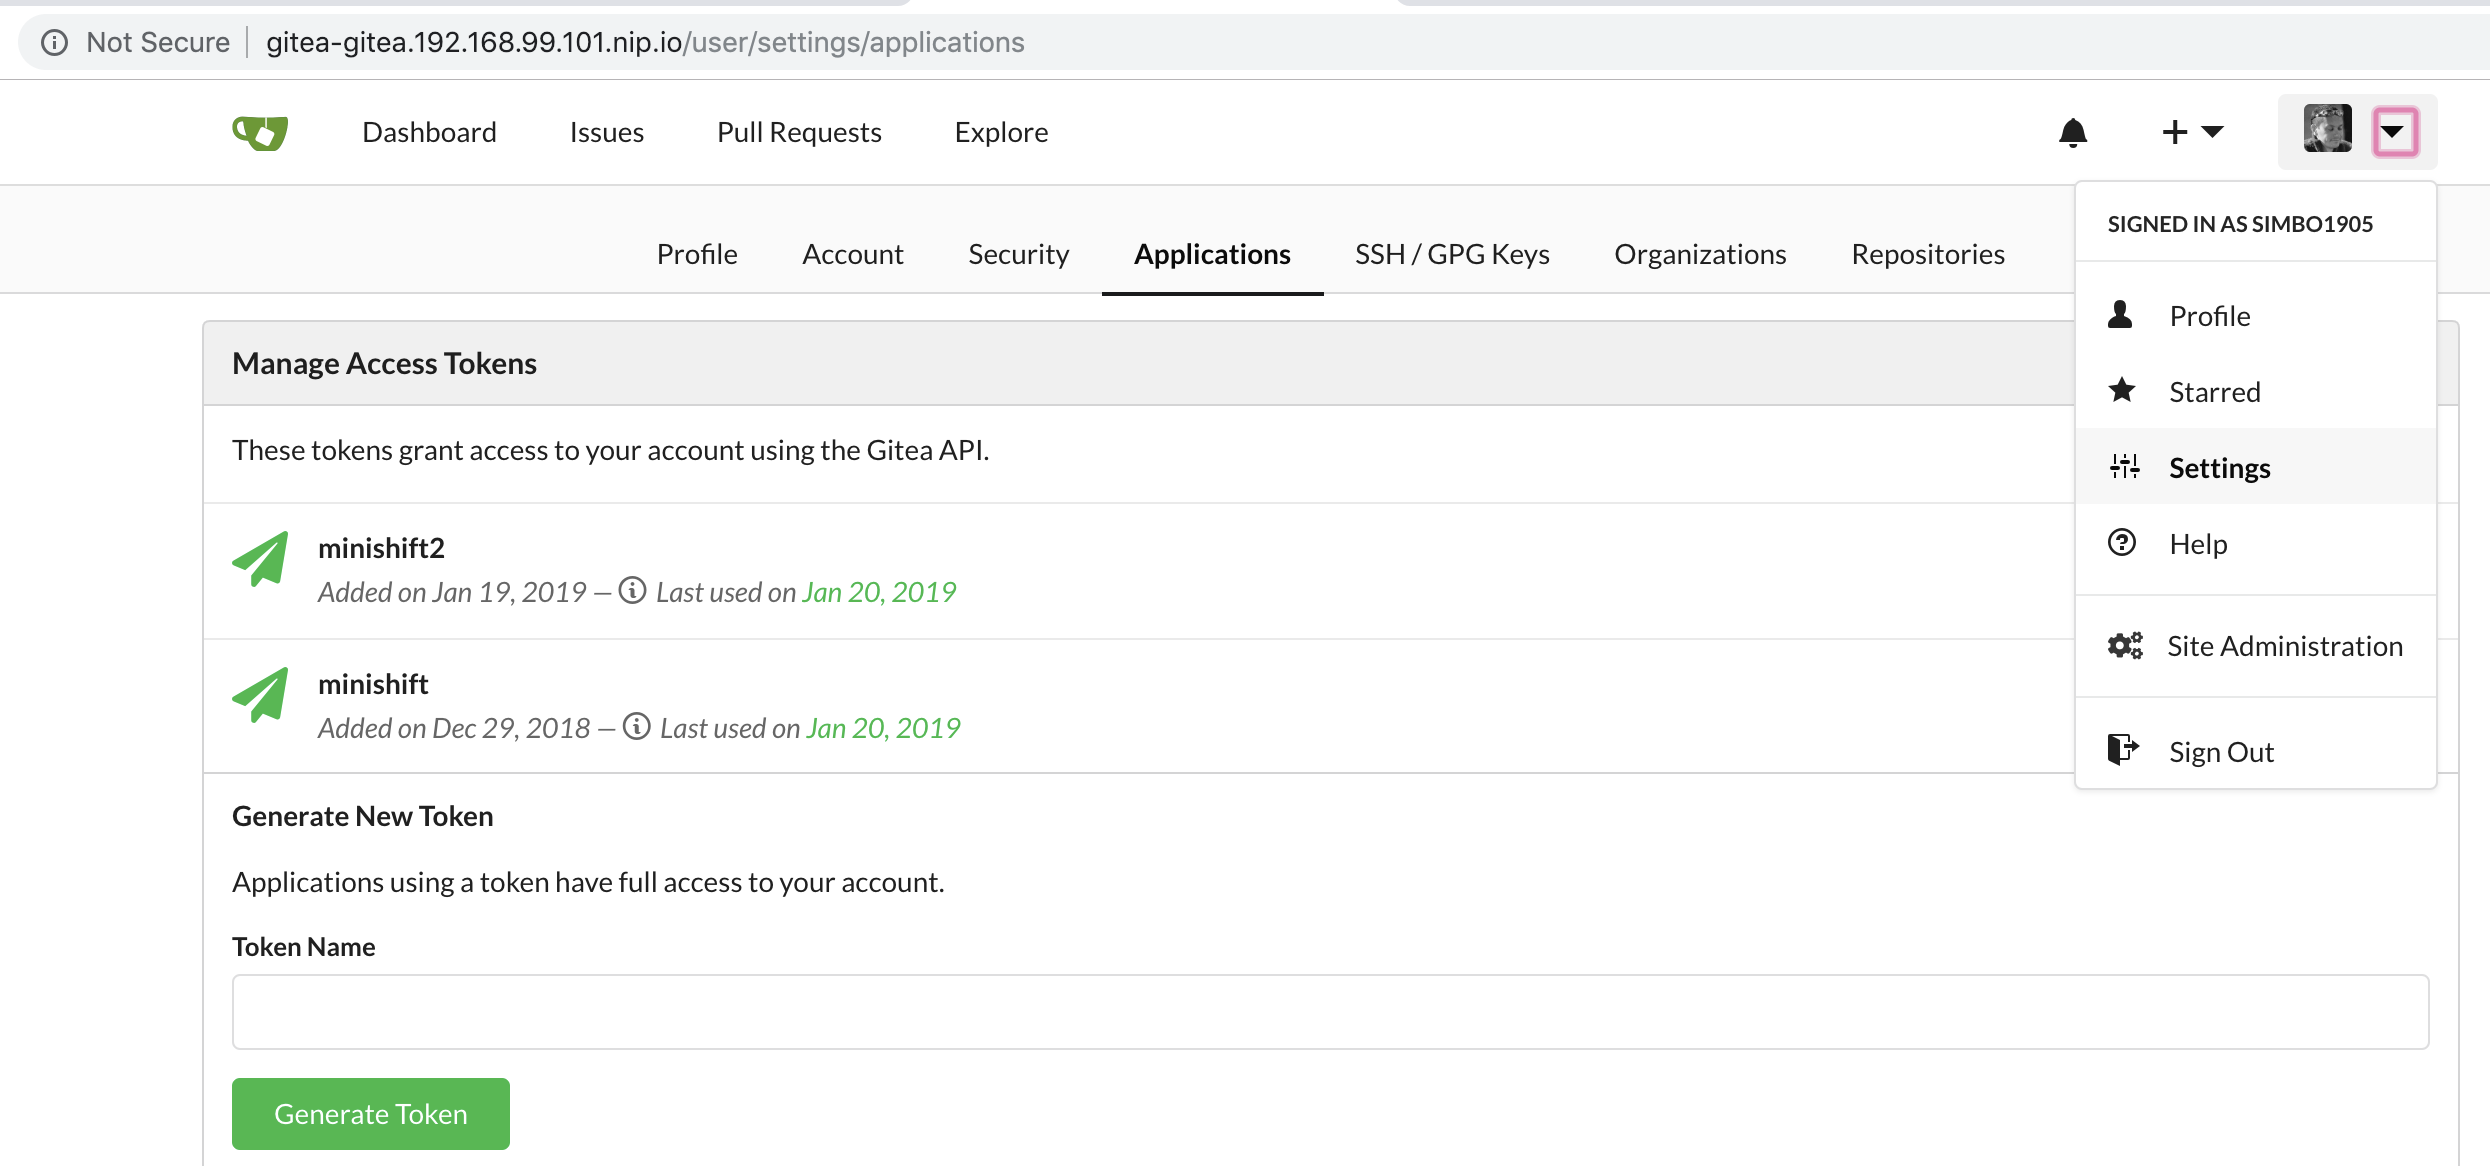 Not Secure gitea-gitea.192.168.99.101.nip.io/user/settings/applications
Dashboard Issues Pull Requests Explore
SIGNED IN AS SIMBO1905
Profile Account Security Applications SSH / GPG Keys Organizations Repositories
Profile
Starred
Settings
Help
Site Administration
Sign Out
Manage Access Tokens
These tokens grant access to your account using the Gitea API.
minishift2
Added on Jan 19, 2019 — Last used on Jan 20, 2019
minishift
Added on Dec 29, 2018 — Last used on Jan 20, 2019
Generate New Token
Applications using a token have full access to your account.
Token Name
Generate Token